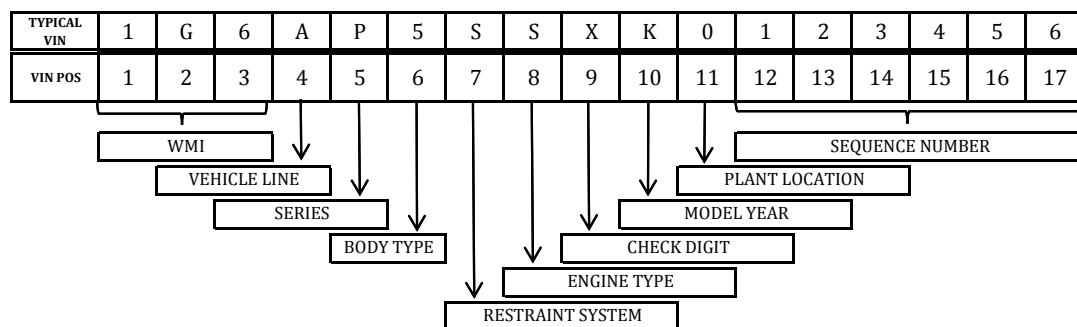 TYPICAL VIN 1 G 6 A P 5 S S X K 0 1 2 3 4 5 6
VIN POS 1 2 3 4 5 6 7 8 9 10 11 12 13 14 15 16 17
WMI SEQUENCE NUMBER
VEHICLE LINE PLANT LOCATION
SERIES MODEL YEAR
BODY TYPE CHECK DIGIT
ENGINE TYPE
RESTRAINT SYSTEM